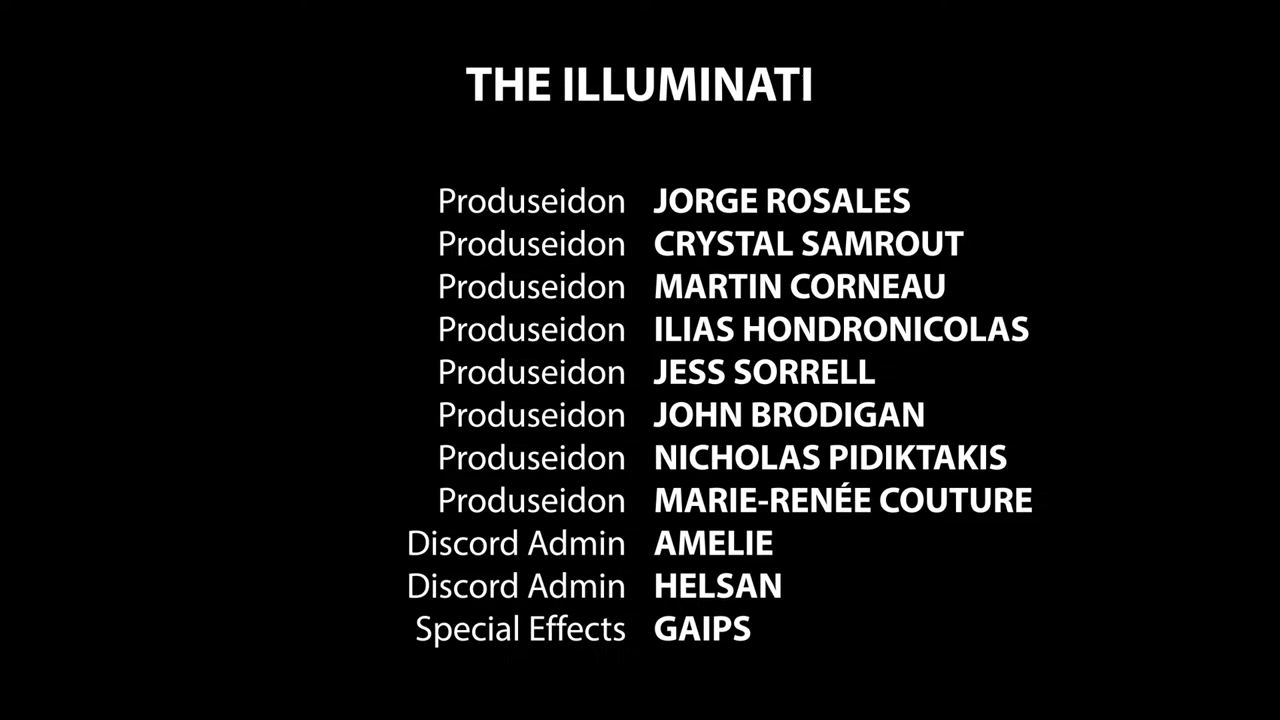 THE ILLUMINATI
Produseidon JORGE ROSALES
Produseidon CRYSTAL SAMROUT
Produseidon MARTIN CORNEAU
Produseidon ILIAS HONDRONICOLAS
Produseidon JESS SORRELL
Produseidon JOHN BRODIGAN
Produseidon NICHOLAS PIDIKTAKIS
Produseidon MARIE-RENÉE COUTURE
Discord Admin AMELIE
Discord Admin HELSAN
Special Effects GAIPS